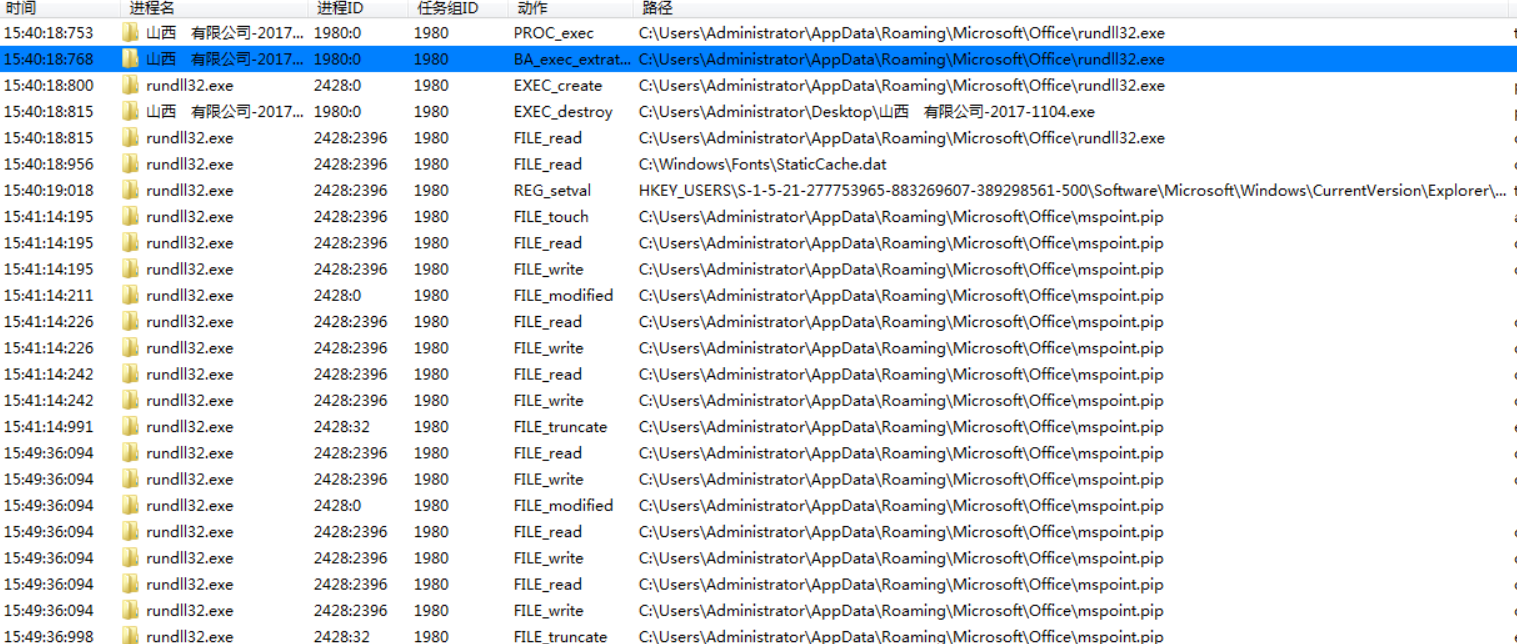 时间 进程名 进程ID 任务组ID 动作 路径
15:40:18:753 山西 有限公司-2017... 1980:0 1980 PROC_exec C:\Users\Administrator\AppData\Roaming\Microsoft\Office\rundll32.exe
15:40:18:768 山西 有限公司-2017... 1980:0 1980 BA_exec_extrat... C:\Users\Administrator\AppData\Roaming\Microsoft\Office\rundll32.exe
15:40:18:800 rundll32.exe 2428:0 1980 EXEC_create C:\Users\Administrator\AppData\Roaming\Microsoft\Office\rundll32.exe
15:40:18:815 山西 有限公司-2017... 1980:0 1980 EXEC_destroy C:\Users\Administrator\Desktop\山西 有限公司-2017-1104.exe
15:40:18:815 rundll32.exe 2428:2396 1980 FILE_read C:\Users\Administrator\AppData\Roaming\Microsoft\Office\rundll32.exe
15:40:18:956 rundll32.exe 2428:2396 1980 FILE_read C:\Windows\Fonts\StaticCache.dat
15:40:19:018 rundll32.exe 2428:2396 1980 REG_setval HKEY_USERS\S-1-5-21-277753965-883269607-389298561-500\Software\Microsoft\Windows\CurrentVersion\Explorer\...
15:41:14:195 rundll32.exe 2428:2396 1980 FILE_touch C:\Users\Administrator\AppData\Roaming\Microsoft\Office\mspoint.pip
15:41:14:195 rundll32.exe 2428:2396 1980 FILE_read C:\Users\Administrator\AppData\Roaming\Microsoft\Office\mspoint.pip
15:41:14:195 rundll32.exe 2428:2396 1980 FILE_write C:\Users\Administrator\AppData\Roaming\Microsoft\Office\mspoint.pip
15:41:14:211 rundll32.exe 2428:0 1980 FILE_modified C:\Users\Administrator\AppData\Roaming\Microsoft\Office\mspoint.pip
15:41:14:226 rundll32.exe 2428:2396 1980 FILE_read C:\Users\Administrator\AppData\Roaming\Microsoft\Office\mspoint.pip
15:41:14:226 rundll32.exe 2428:2396 1980 FILE_write C:\Users\Administrator\AppData\Roaming\Microsoft\Office\mspoint.pip
15:41:14:242 rundll32.exe 2428:2396 1980 FILE_read C:\Users\Administrator\AppData\Roaming\Microsoft\Office\mspoint.pip
15:41:14:242 rundll32.exe 2428:2396 1980 FILE_write C:\Users\Administrator\AppData\Roaming\Microsoft\Office\mspoint.pip
15:41:14:991 rundll32.exe 2428:32 1980 FILE_truncate C:\Users\Administrator\AppData\Roaming\Microsoft\Office\mspoint.pip
15:49:36:094 rundll32.exe 2428:2396 1980 FILE_read C:\Users\Administrator\AppData\Roaming\Microsoft\Office\mspoint.pip
15:49:36:094 rundll32.exe 2428:2396 1980 FILE_write C:\Users\Administrator\AppData\Roaming\Microsoft\Office\mspoint.pip
15:49:36:094 rundll32.exe 2428:0 1980 FILE_modified C:\Users\Administrator\AppData\Roaming\Microsoft\Office\mspoint.pip
15:49:36:094 rundll32.exe 2428:2396 1980 FILE_read C:\Users\Administrator\AppData\Roaming\Microsoft\Office\mspoint.pip
15:49:36:094 rundll32.exe 2428:2396 1980 FILE_write C:\Users\Administrator\AppData\Roaming\Microsoft\Office\mspoint.pip
15:49:36:094 rundll32.exe 2428:2396 1980 FILE_read C:\Users\Administrator\AppData\Roaming\Microsoft\Office\mspoint.pip
15:49:36:094 rundll32.exe 2428:2396 1980 FILE_write C:\Users\Administrator\AppData\Roaming\Microsoft\Office\mspoint.pip
15:49:36:998 rundll32.exe 2428:32 1980 FILE_truncate C:\Users\Administrator\AppData\Roaming\Microsoft\Office\mspoint.pip